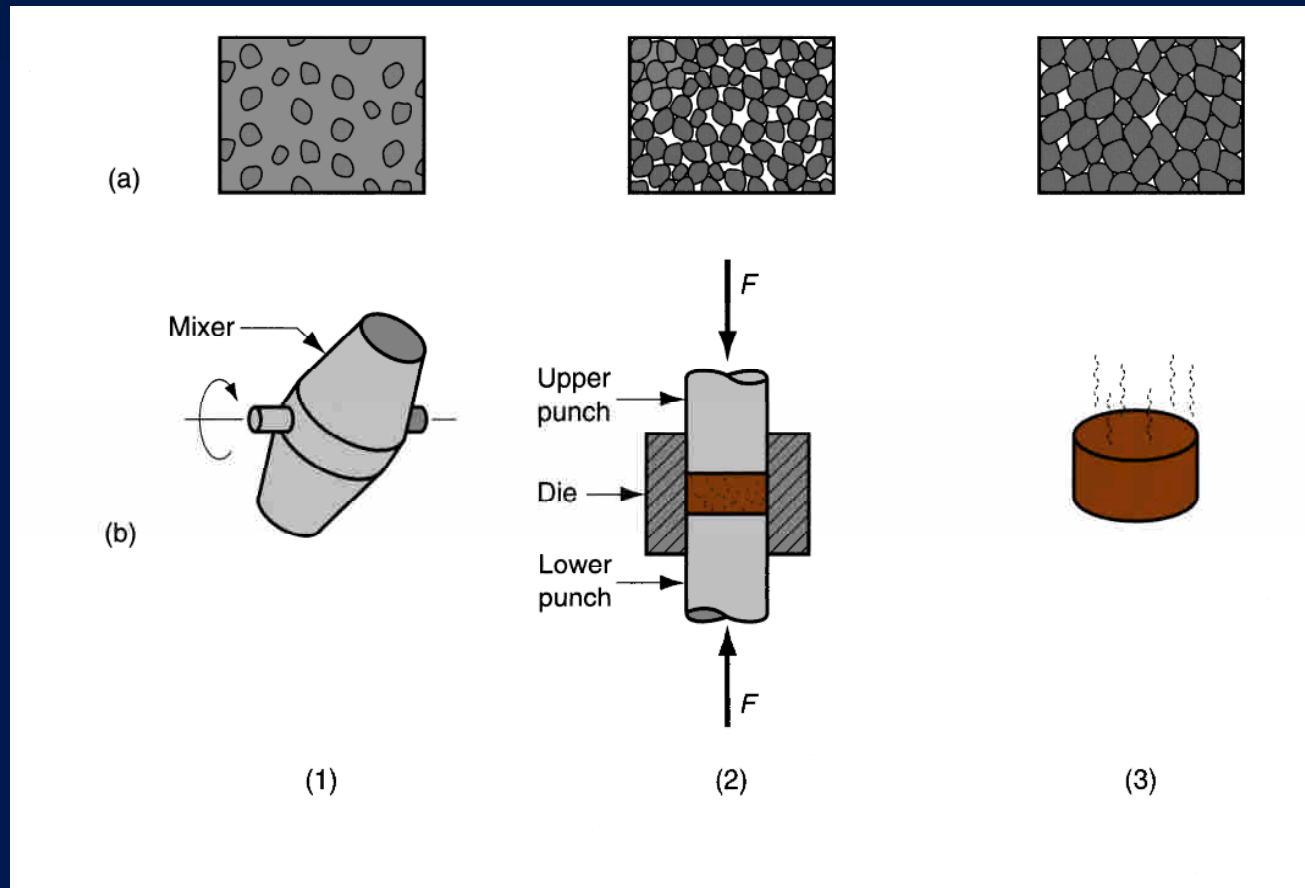 (a)
Mixer
F
Upper
punch
Die
(b)
Lower
punch
F
(1)
(2)
(3)